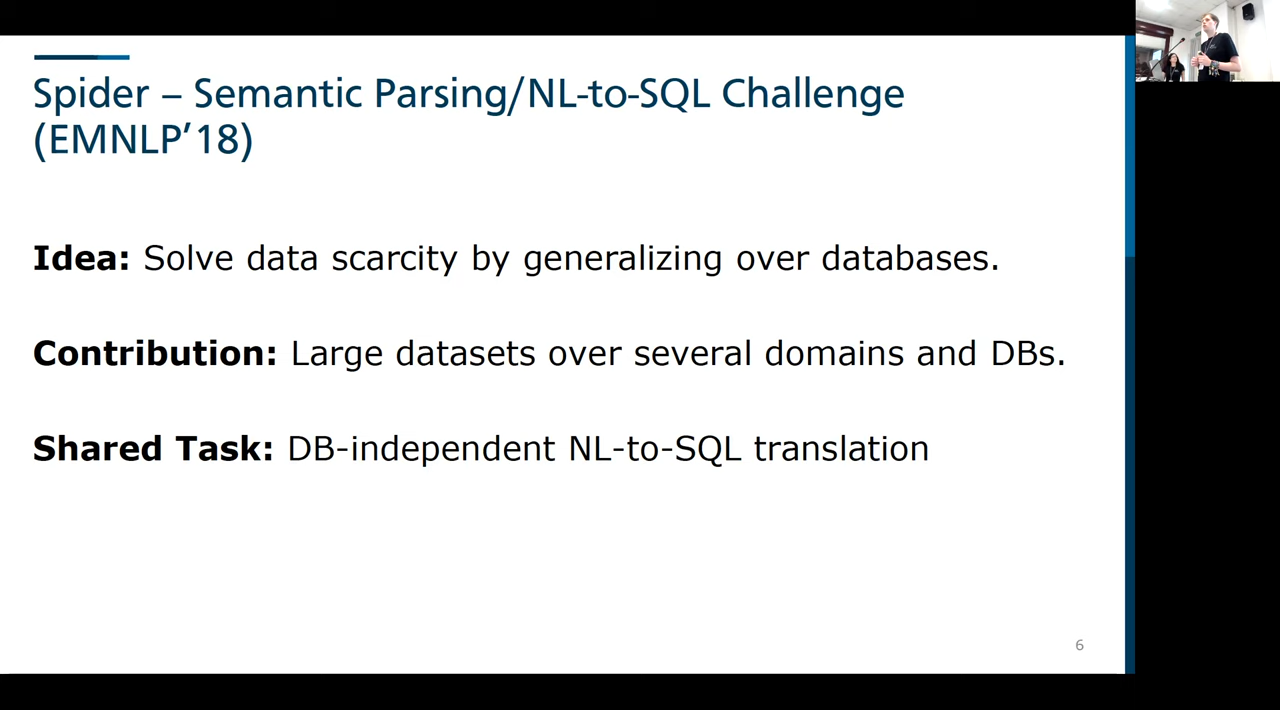 Spider – Semantic Parsing/NL-to-SQL Challenge
(EMNLP’18)
Idea: Solve data scarcity by generalizing over databases.
Contribution: Large datasets over several domains and DBs.
Shared Task: DB-independent NL-to-SQL translation
6